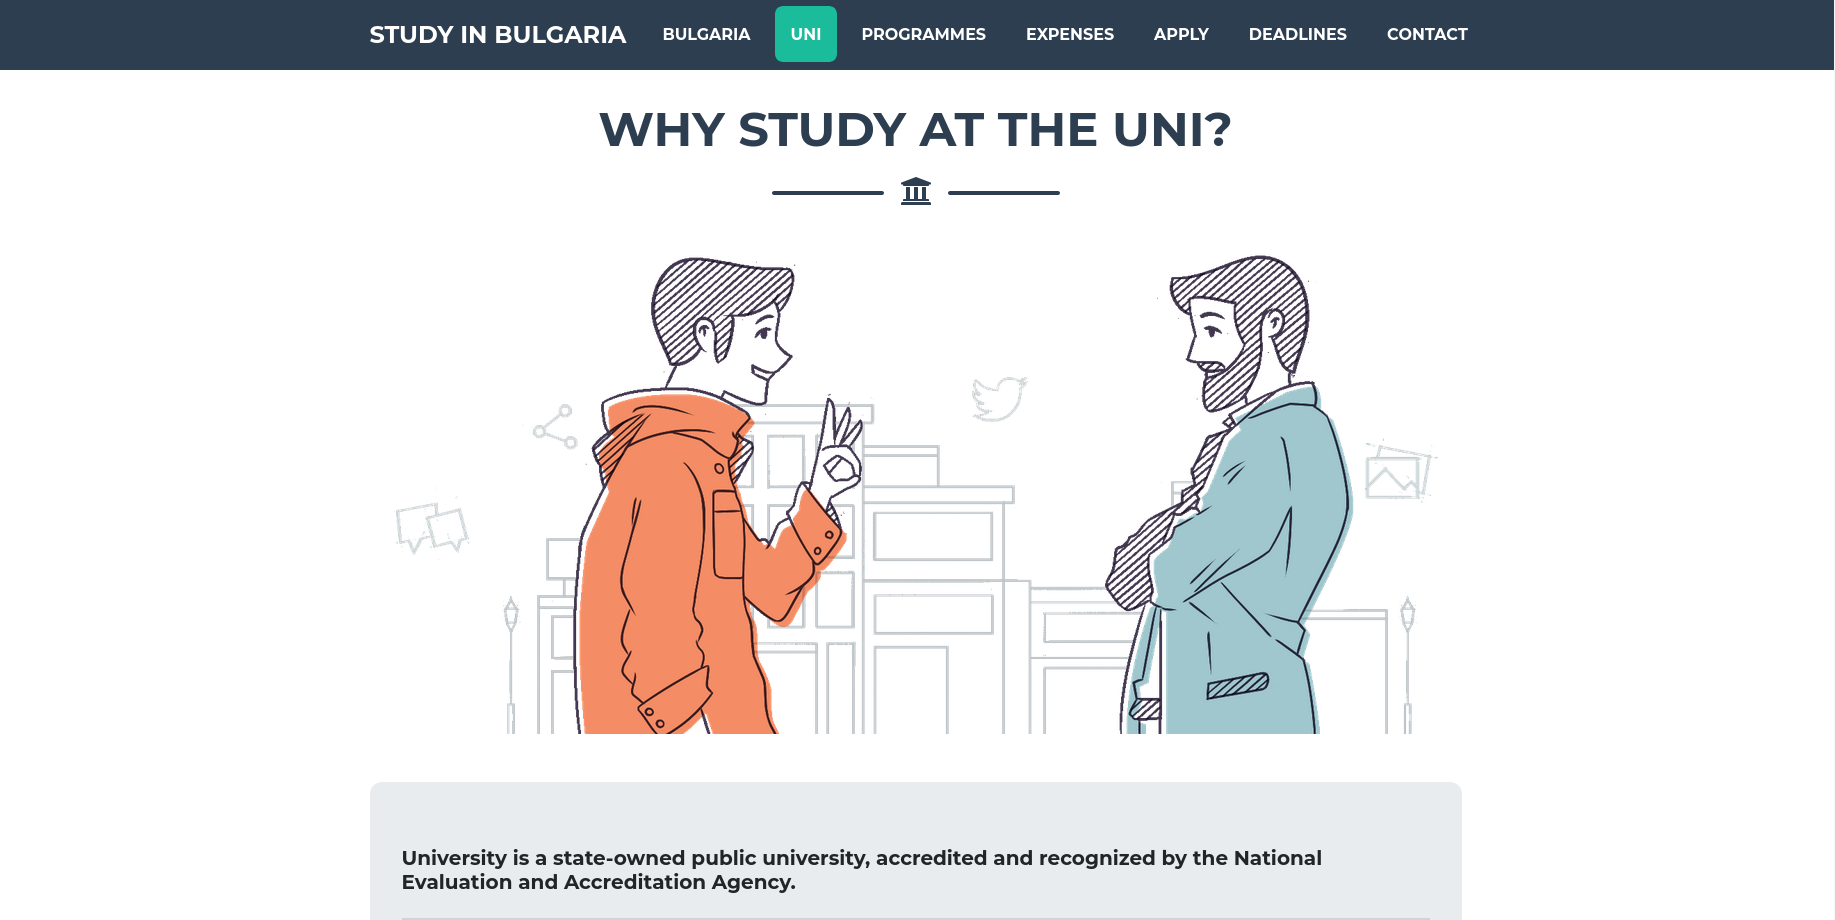 STUDY IN BULGARIA BULGARIA UNI PROGRAMMES EXPENSES APPLY DEADLINES CONTACT
WHY STUDY AT THE UNI?
University is a state-owned public university, accredited and recognized by the National
Evaluation and Accreditation Agency.